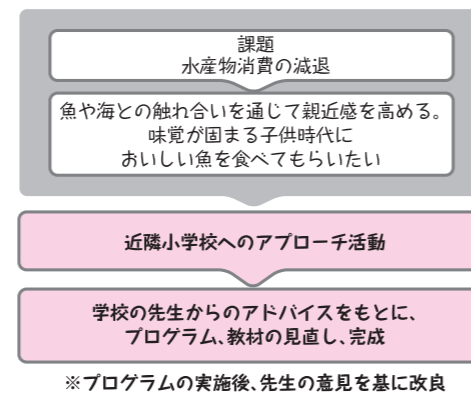 課題
水産物消費の減退
魚や海との触れ合いを通じて親近感を高める。
味覚が固まる子供時代に
おいしい魚を食べてもらいたい
近隣小学校へのアプローチ活動
学校の先生からのアドバイスをもとに、
プログラム、教材の見直し、完成
※プログラムの実施後、先生の意見を基に改良